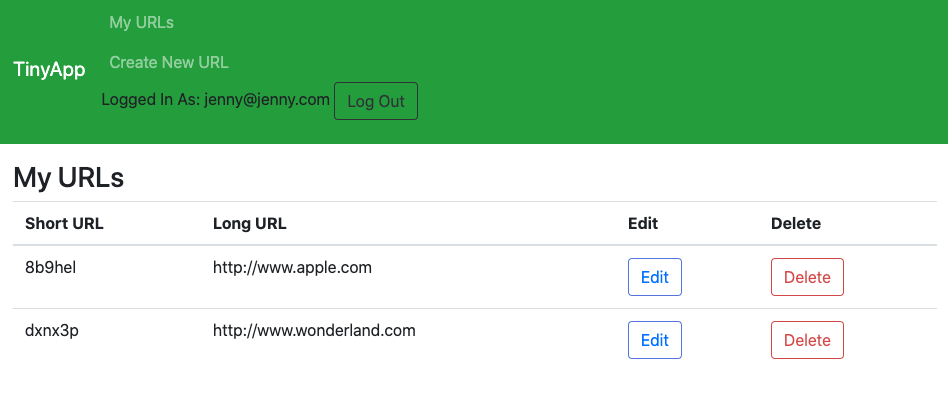 My URLs
TinyApp
Create New URL
Logged In As: jenny@jenny.com Log Out
My URLs
Short URL Long URL Edit Delete
8b9hel http://www.apple.com Edit Delete
dxnx3p http://www.wonderland.com Edit Delete